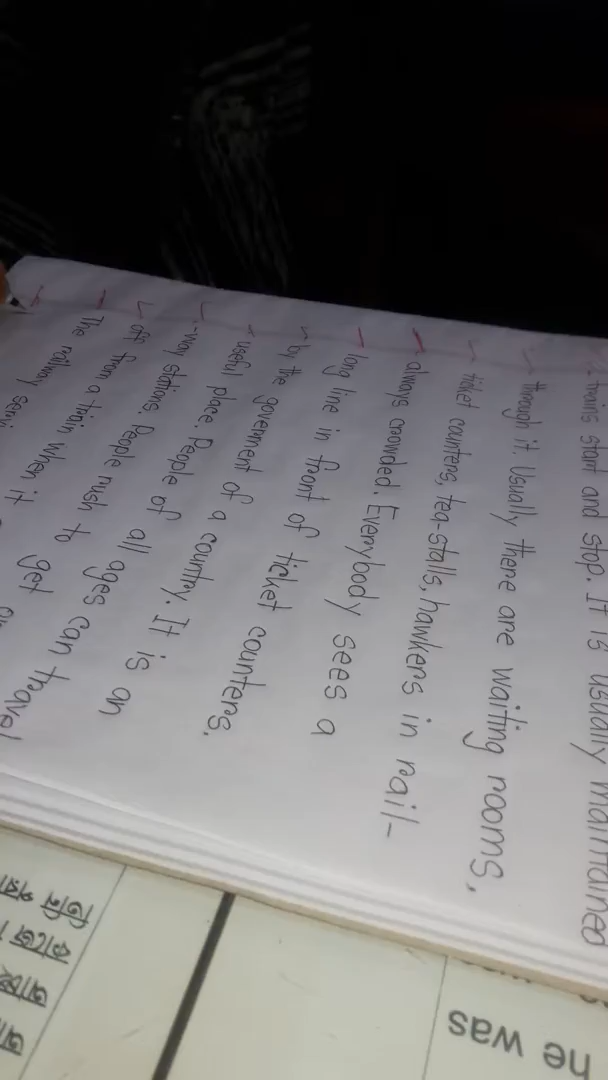 trains start and stop. It is usually maintained
through it. Usually there are waiting rooms,
ticket counters, tea-stalls, hawkers in rail-
always crowded. Everybody sees a
long line in front of ticket counters.
by the goverment of a country. It is an
useful place. People of all ages can travel
-way stations. People rush to get
off from a train when it
The railway
he was